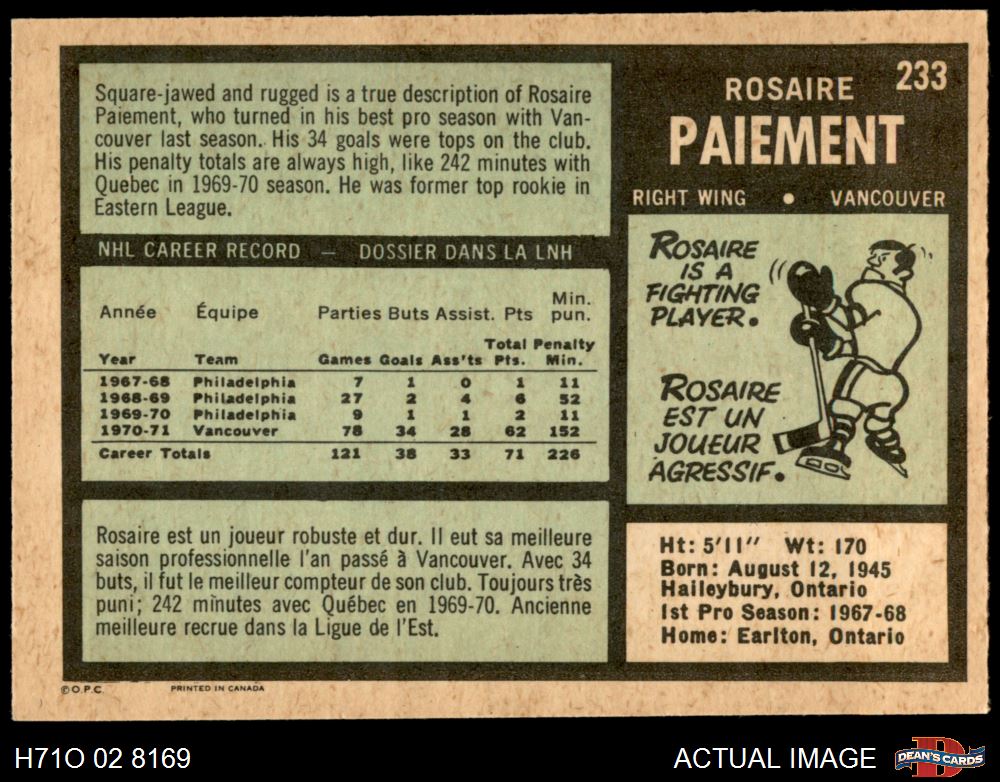 233
ROSAIRE
PAIEMENT
RIGHT WING • VANCOUVER
Square-jawed and rugged is a true description of Rosaire
Paiement, who turned in his best pro season with Van-
couver last season. His 34 goals were tops on the club.
His penalty totals are always high, like 242 minutes with
Quebec in 1969-70 season. He was former top rookie in
Eastern League.
NHL CAREER RECORD — DOSSIER DANS LA LNH
Année Équipe Parties Buts Assist. Pts Min. pun.
Year Team Games Goals Ass'ts Total Pts. Penalty Min.
1967-68 Philadelphia 7 1 0 1 11
1968-69 Philadelphia 27 2 4 6 52
1969-70 Philadelphia 9 1 1 2 11
1970-71 Vancouver 78 34 28 62 152
Career Totals 121 38 33 71 226
Rosaire est un joueur robuste et dur. Il eut sa meilleure
saison professionnelle l'an passé à Vancouver. Avec 34
buts, il fut le meilleur compteur de son club. Toujours très
puni; 242 minutes avec Québec en 1969-70. Ancienne
meilleure recrue dans la Ligue de l'Est.
ROSAIRE
IS A
FIGHTING
PLAYER.
ROSAIRE
EST UN
JOUEUR
AGRESSIF.
Ht: 5'11" Wt: 170
Born: August 12, 1945
Haileybury, Ontario
1st Pro Season: 1967-68
Home: Earlton, Ontario
© O.P.C. PRINTED IN CANADA
H71O 02 8169 ACTUAL IMAGE
D
DEAN'S CARDS